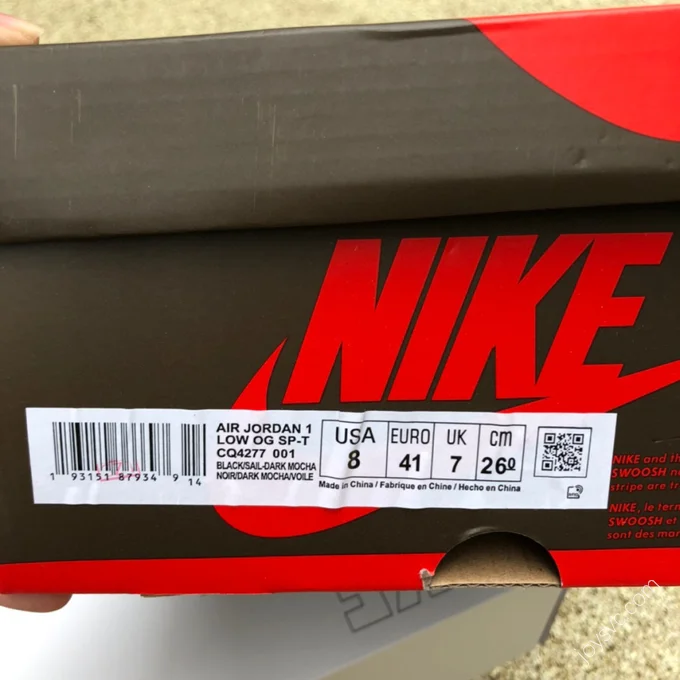 NIKE
AIR JORDAN 1
LOW OG SP-T
CQ4277 001
BLACK/SAIL-DARK MOCHA
NOIR/DARK MOCHA/VOILE
1 93151 87934 9 14
USA
8
EURO
41
UK
7
cm
26.0
Made in China / Fabrique en Chine / Hecho en China
NIKE and th
SWOOSH
stripe are tr
NIKE, le term
SWOOSH et
sont des mar